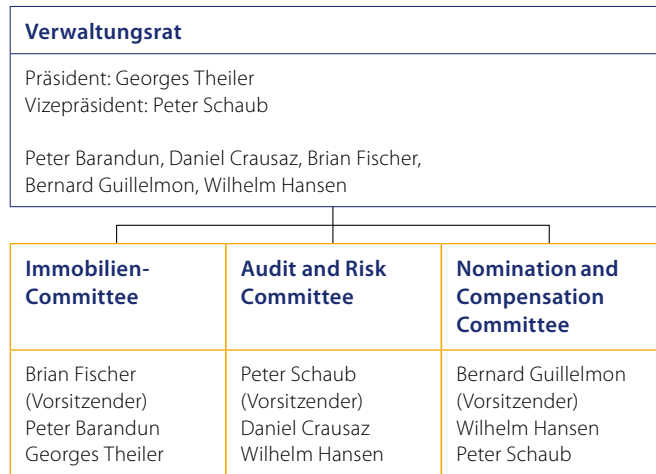 Verwaltungsrat
Präsident: Georges Theiler
Vizepräsident: Peter Schaub
Peter Barandun, Daniel Crausaz, Brian Fischer,
Bernard Guillelmon, Wilhelm Hansen
Immobilien-
Committee
Brian Fischer
(Vorsitzender)
Peter Barandun
Georges Theiler
Audit and Risk
Committee
Peter Schaub
(Vorsitzender)
Daniel Crausaz
Wilhelm Hansen
Nomination and
Compensation
Committee
Bernard Guillelmon
(Vorsitzender)
Wilhelm Hansen
Peter Schaub